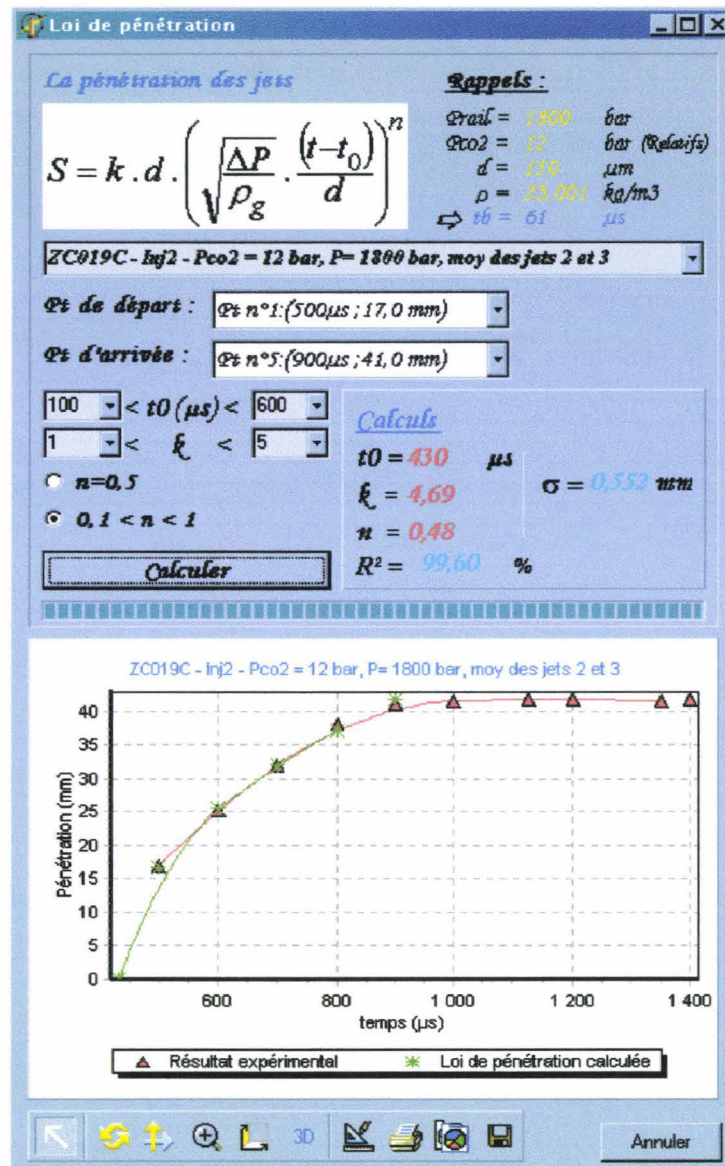 Loi de pénétration
La pénétration des jets
S = k . d . ( √(ΔP / ρg) . (t-t0) / d )^n
Rappels :
Prail = 1800 bar
Pco2 = 12 bar (Relatifs)
d = 150 µm
ρ = 23,001 kg/m3
⇨ tb = 61 µs
ZC019C - Inj2 - Pco2 = 12 bar, P= 1800 bar, moy des jets 2 et 3
Pt de départ : Pt n°1:(500µs ; 17,0 mm)
Pt d'arrivée : Pt n°5:(900µs ; 41,0 mm)
100 < t0 (µs) < 600
1 < k < 5
n=0,5
0,1 < n < 1
Calculer
Calculs
t0 = 430 µs
k = 4,69
n = 0,48
R² = 99,60 %
σ = 0,552 mm
ZC019C - Inj2 - Pco2 = 12 bar, P= 1800 bar, moy des jets 2 et 3
Pénétration (mm)
40
35
30
25
20
15
10
5
0
600 800 1 000 1 200 1 400
temps (µs)
Résultat expérimental Loi de pénétration calculée
3D
Annuler